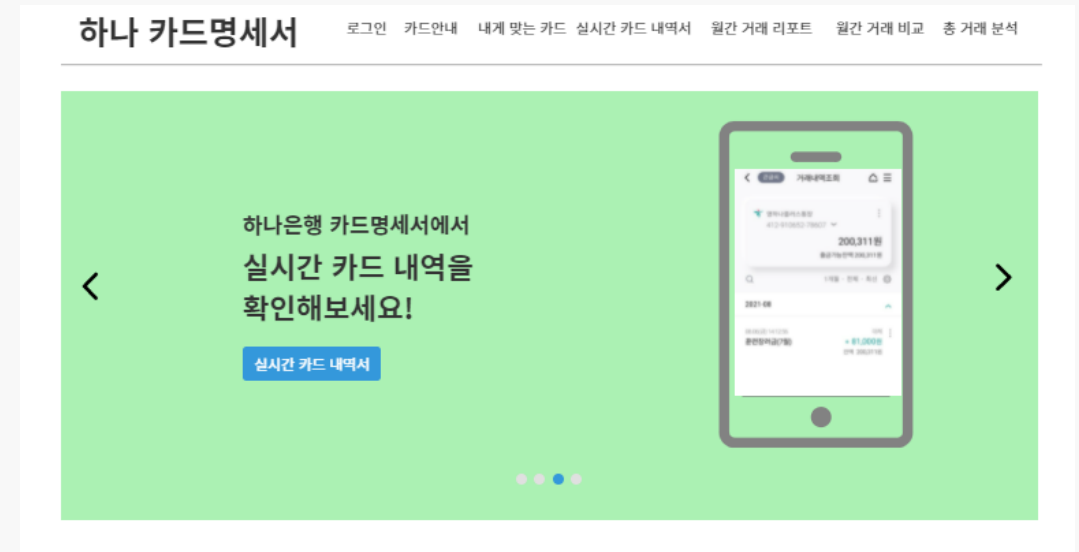 하나 카드명세서
로그인 카드안내 내게 맞는 카드 실시간 카드 내역서 월간 거래 리포트 월간 거래 비교 총 거래 분석
하나은행 카드명세서에서
실시간 카드 내역을
확인해보세요!
실시간 카드 내역서
거래내역조회
200,311원
2021-08
+ 81,000원